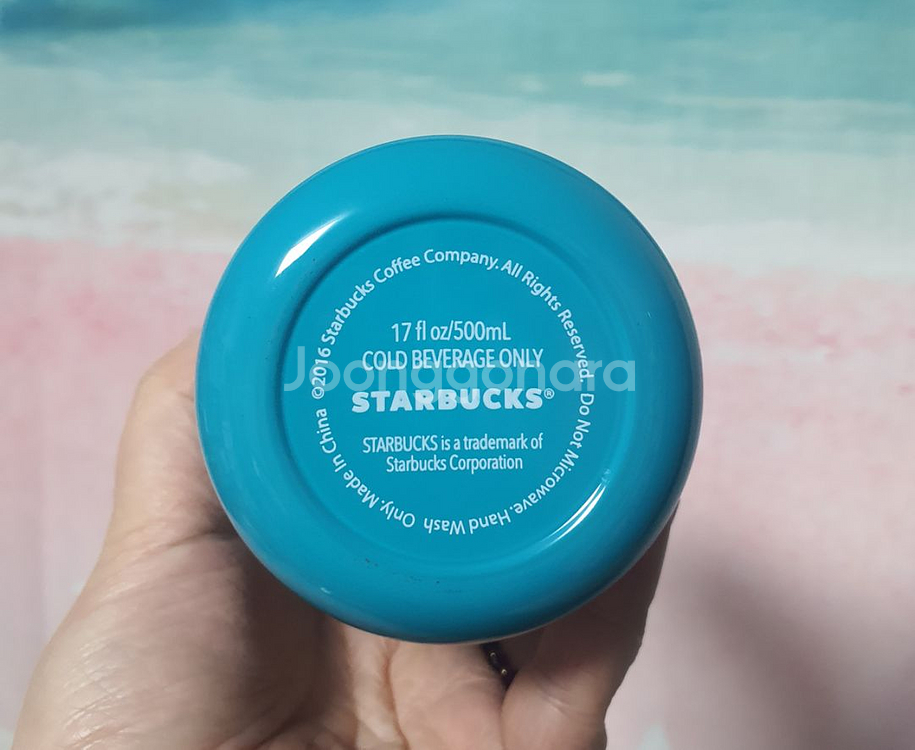 ©2016 Starbucks Coffee Company. All Rights Reserved. Do Not Microwave. Hand Wash Only. Made In China
17 fl oz/500mL
COLD BEVERAGE ONLY
Joonggonara
STARBUCKS®
STARBUCKS is a trademark of
Starbucks Corporation